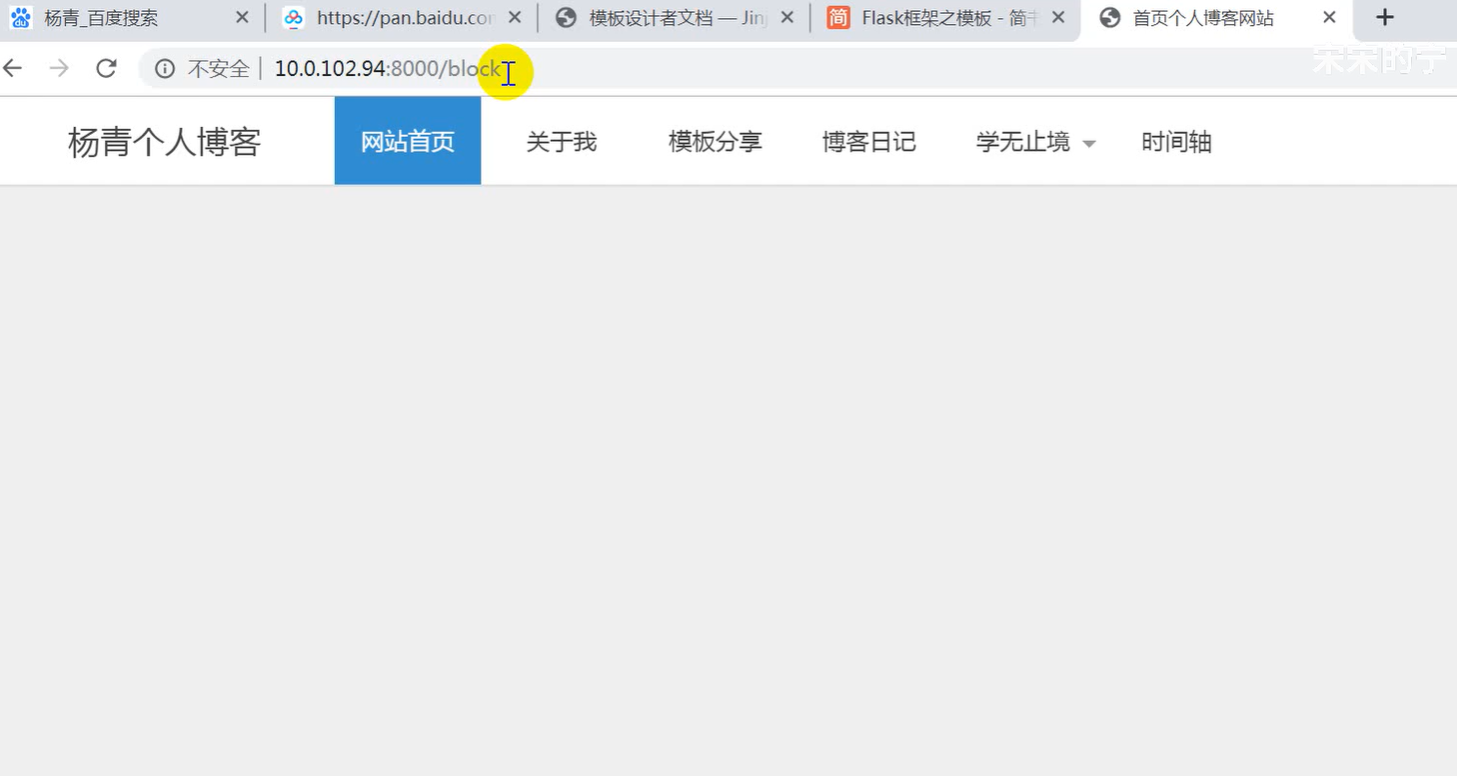 杨青_百度搜索
https://pan.baidu.co
模板设计者文档 — Jin
Flask框架之模板 - 简
首页个人博客网站
不安全 10.0.102.94:8000/block
宋宋的宁
杨青个人博客
网站首页
关于我
模板分享
博客日记
学无止境
时间轴